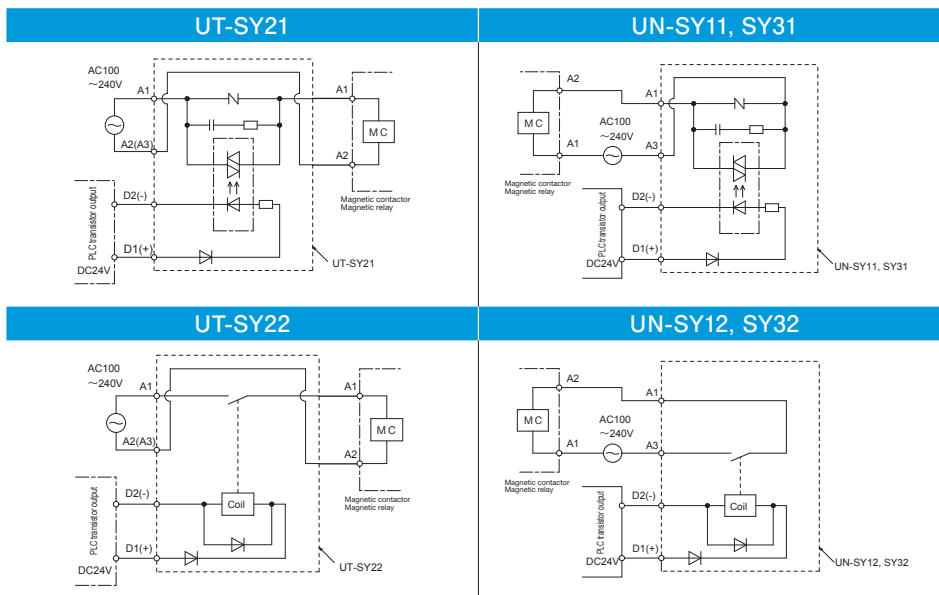 UT-SY21
AC100
~240V
A1
A2(A3)
A1
MC
A2
Magnetic contactor
Magnetic relay
PLC transistor output
D2(-)
D1(+)
DC24V
UT-SY21
UN-SY11, SY31
A2
A1
MC
AC100
~240V
A1
A3
Magnetic contactor
Magnetic relay
PLC transistor output
D2(-)
D1(+)
DC24V
UN-SY11, SY31
UT-SY22
AC100
~240V
A1
A2(A3)
A1
MC
A2
Magnetic contactor
Magnetic relay
PLC transistor output
D2(-)
Coil
D1(+)
DC24V
UT-SY22
UN-SY12, SY32
A2
A1
MC
AC100
~240V
A1
A3
Magnetic contactor
Magnetic relay
PLC transistor output
D2(-)
Coil
D1(+)
DC24V
UN-SY12, SY32